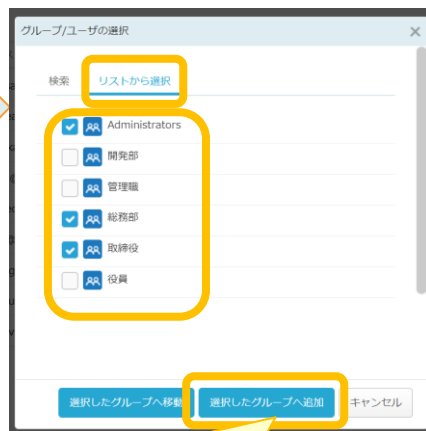 グループ/ユーザの選択
検索 リストから選択
Administrators
開発部
管理職
総務部
取締役
役員
選択したグループへ移動 選択したグループへ追加 キャンセル